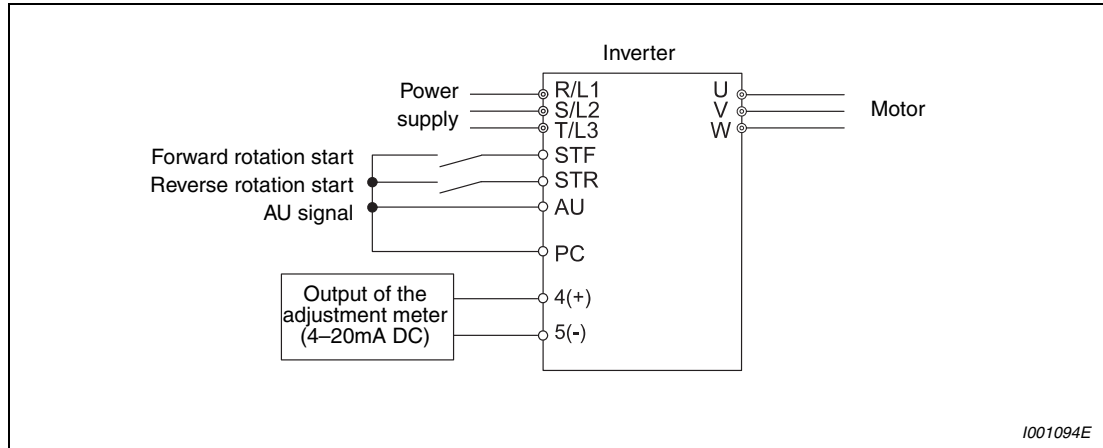 Inverter
Power supply
R/L1
S/L2
T/L3
U
V
W
Motor
Forward rotation start
STF
Reverse rotation start
STR
AU signal
AU
PC
Output of the
adjustment meter
(4–20mA DC)
4(+)
5(-)
I001094E